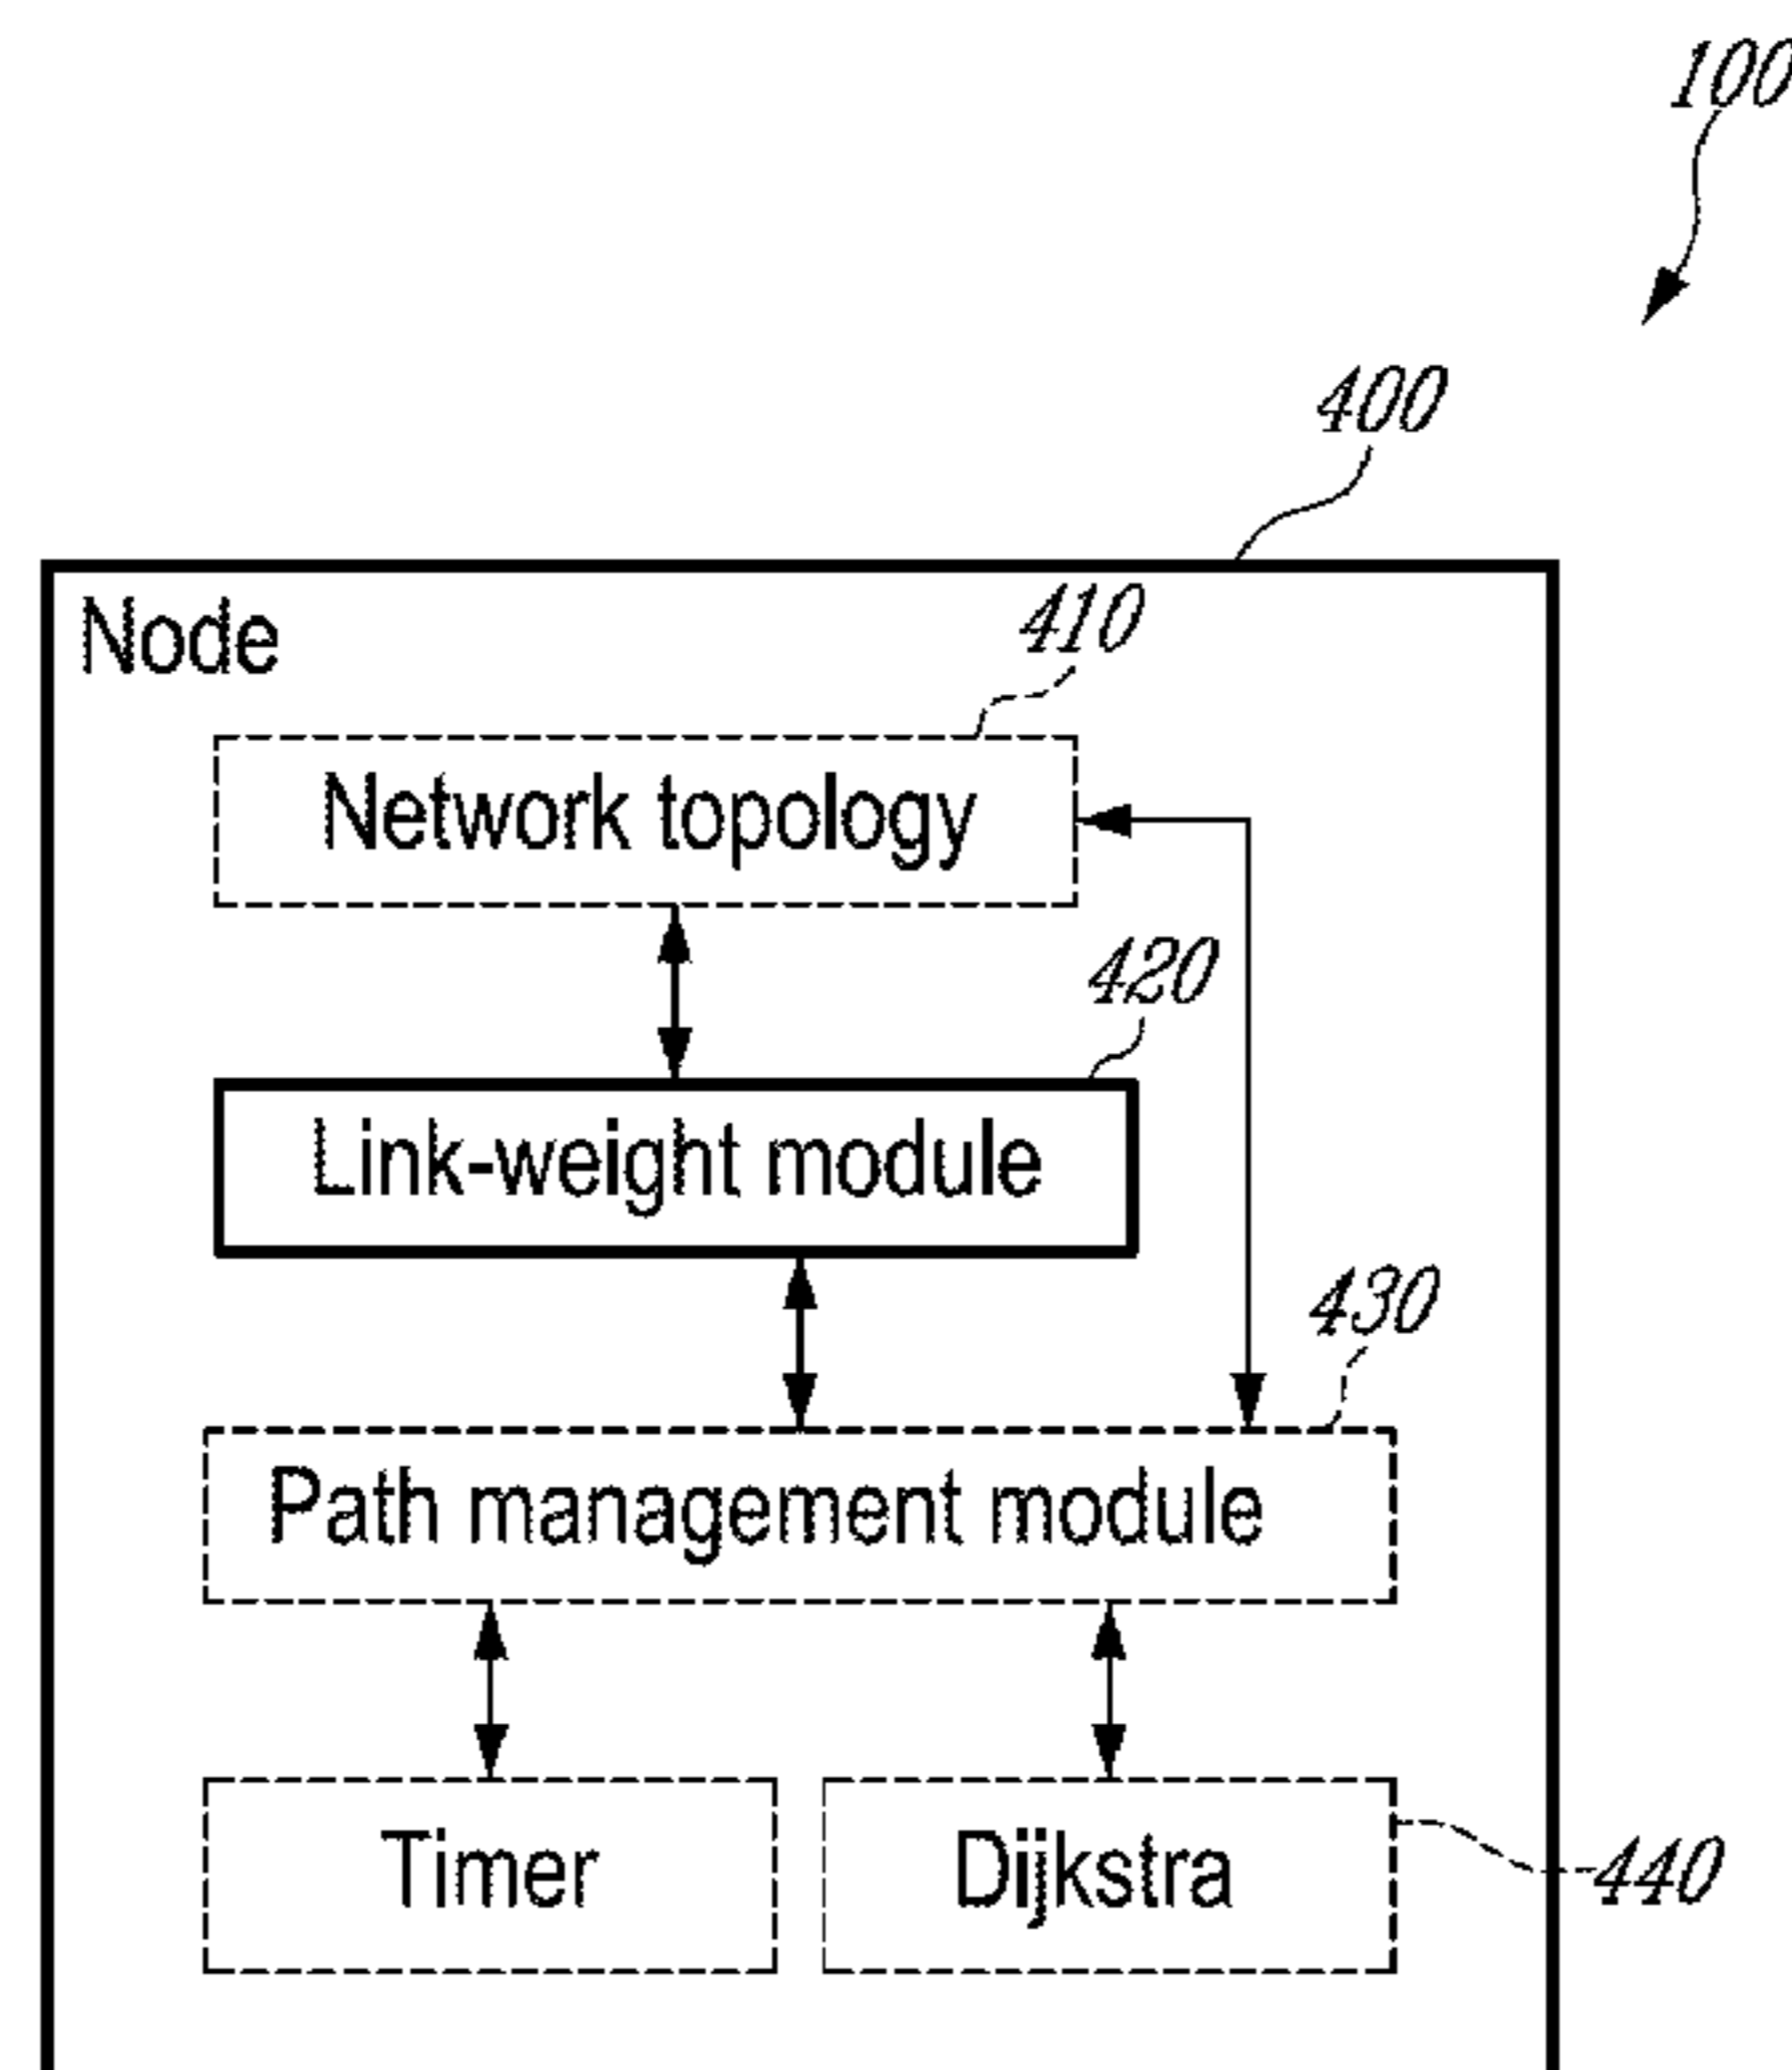 100
400
Node
410
Network topology
420
Link-weight module
430
Path management module
Timer
Dijkstra
440